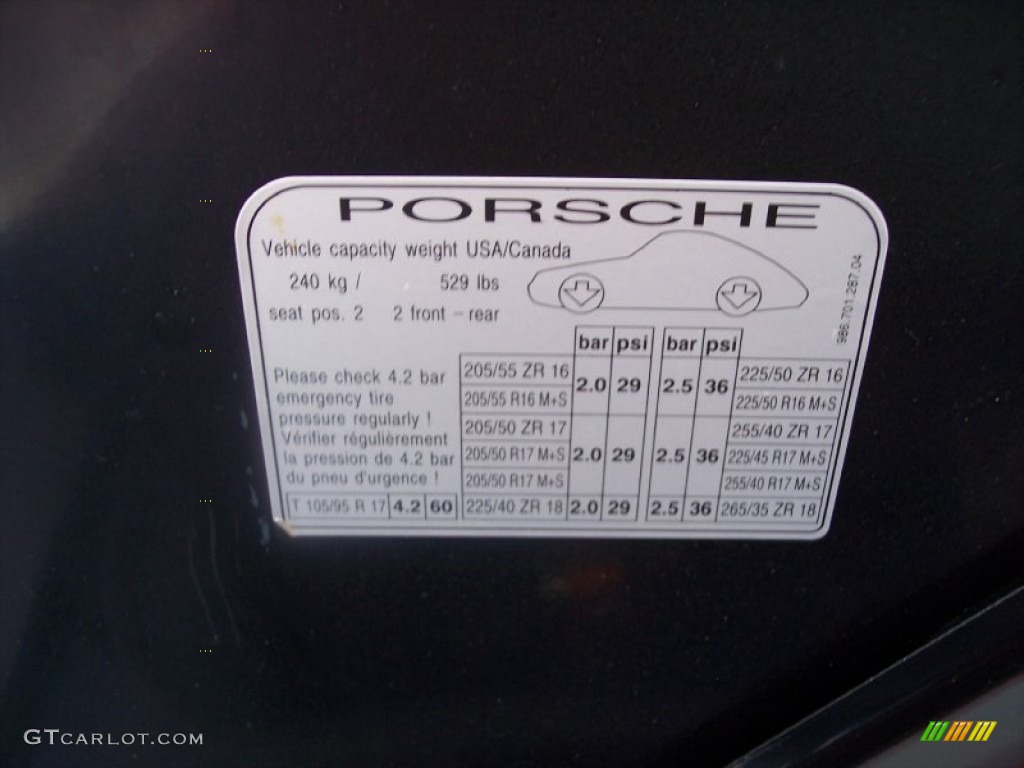 PORSCHE
Vehicle capacity weight USA/Canada
240 kg / 529 lbs
seat pos. 2 2 front – rear
986.701.287.04
bar psi bar psi
Please check 4.2 bar
emergency tire
pressure regularly !
Vérifier régulièrement
la pression de 4.2 bar
du pneu d'urgence !
T 105/95 R 17 4.2 60
205/55 ZR 16 2.0 29 2.5 36 225/50 ZR 16
205/55 R16 M+S 225/50 R16 M+S
205/50 ZR 17 255/40 ZR 17
205/50 R17 M+S 2.0 29 2.5 36 225/45 R17 M+S
205/50 R17 M+S 255/40 R17 M+S
225/40 ZR 18 2.0 29 2.5 36 265/35 ZR 18
GTcarlot.com